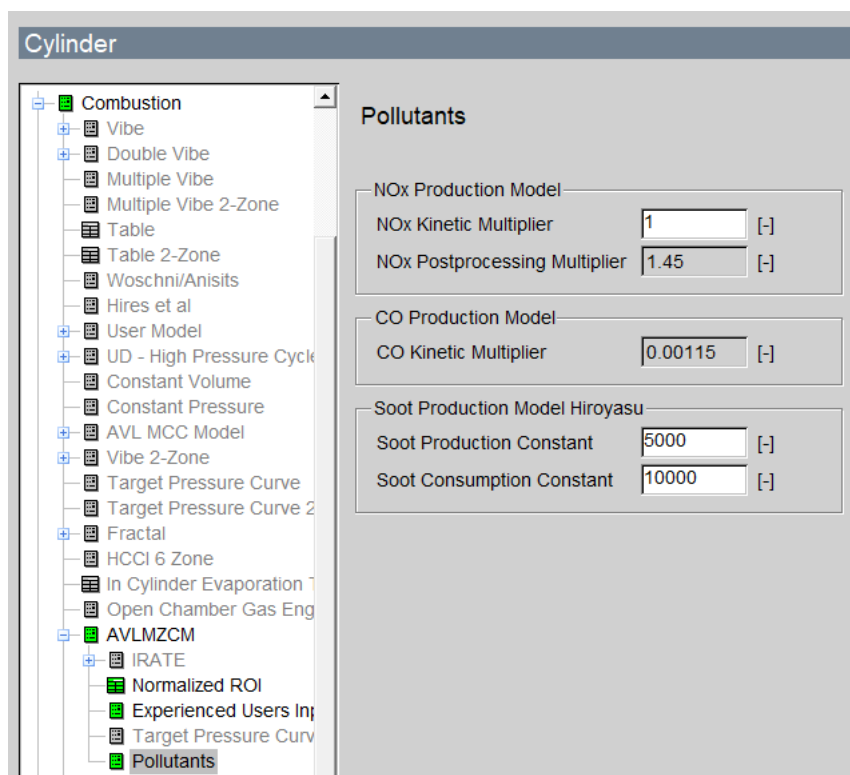 Cylinder
Combustion
Vibe
Double Vibe
Multiple Vibe
Multiple Vibe 2-Zone
Table
Table 2-Zone
Woschni/Anisits
Hires et al
User Model
UD - High Pressure Cycle
Constant Volume
Constant Pressure
AVL MCC Model
Vibe 2-Zone
Target Pressure Curve
Target Pressure Curve 2
Fractal
HCCI 6 Zone
In Cylinder Evaporation
Open Chamber Gas Eng
AVLMZCM
IRATE
Normalized ROI
Experienced Users Inp
Target Pressure Curv
Pollutants
Pollutants
NOx Production Model
NOx Kinetic Multiplier 1 [-]
NOx Postprocessing Multiplier 1.45 [-]
CO Production Model
CO Kinetic Multiplier 0.00115 [-]
Soot Production Model Hiroyasu
Soot Production Constant 5000 [-]
Soot Consumption Constant 10000 [-]